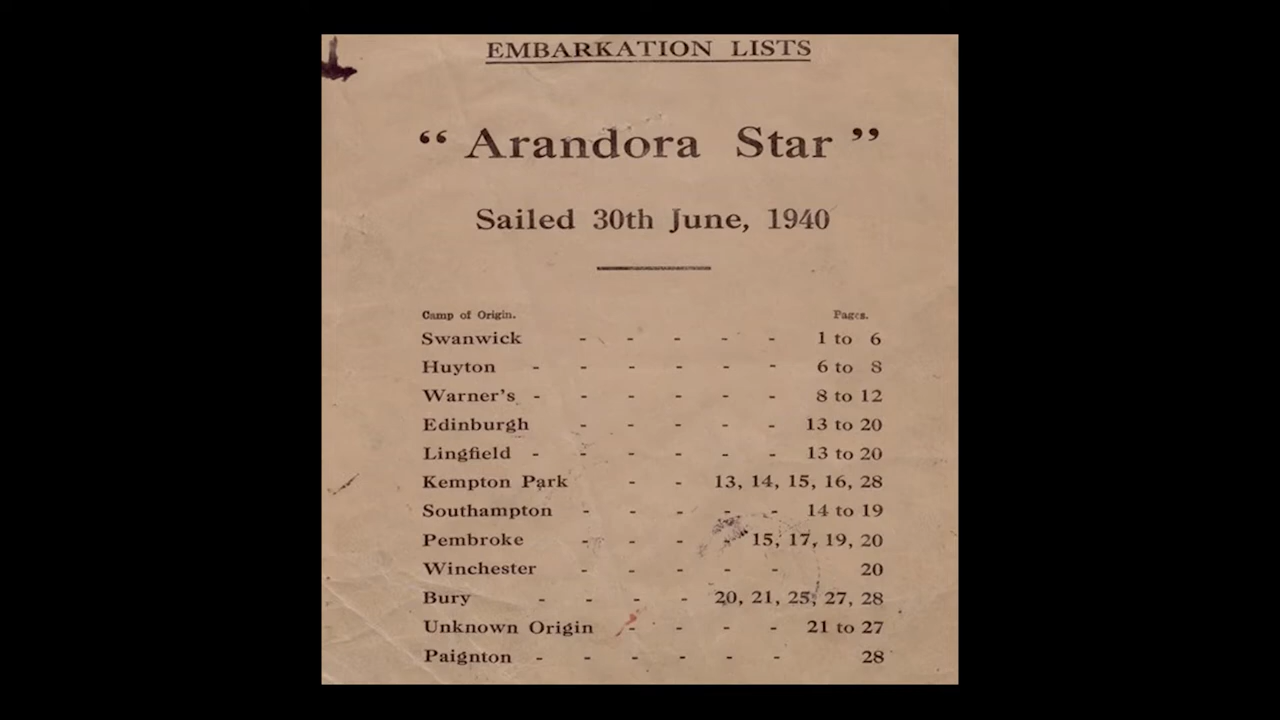 EMBARKATION LISTS
“ Arandora Star ”
Sailed 30th June, 1940
Camp of Origin. Pages.
Swanwick - - - - - 1 to 6
Huyton - - - - - - 6 to 8
Warner's - - - - - - 8 to 12
Edinburgh - - - - - 13 to 20
Lingfield - - - - - - 13 to 20
Kempton Park - - 13, 14, 15, 16, 28
Southampton - - - - - 14 to 19
Pembroke - - - - 15, 17, 19, 20
Winchester - - - - - 20
Bury - - - - 20, 21, 25, 27, 28
Unknown Origin - - - - 21 to 27
Paignton - - - - - - 28